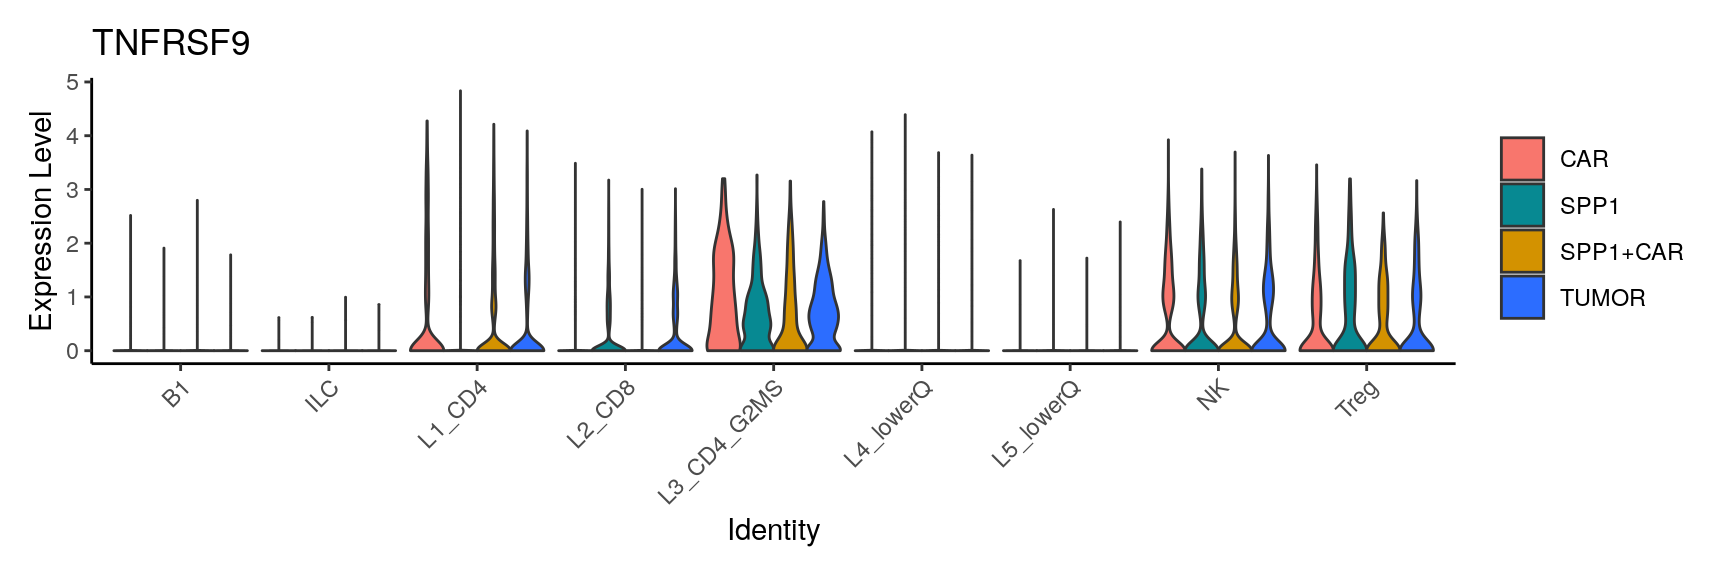 TNFRSF9
Expression Level
5
4
3
2
1
0
B1
ILC
L1_CD4
L2_CD8
L3_CD4_G2MS
L4_lowerQ
L5_lowerQ
NK
Treg
Identity
CAR
SPP1
SPP1+CAR
TUMOR